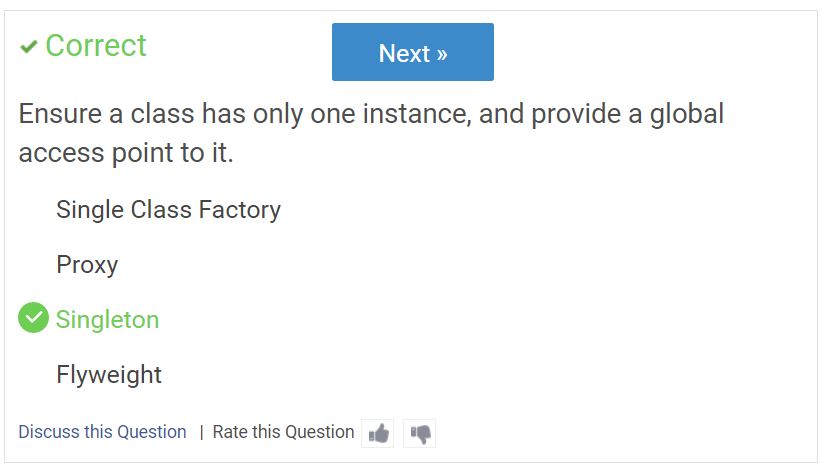 Correct
Next »
Ensure a class has only one instance, and provide a global
access point to it.
Single Class Factory
Proxy
Singleton
Flyweight
Discuss this Question | Rate this Question